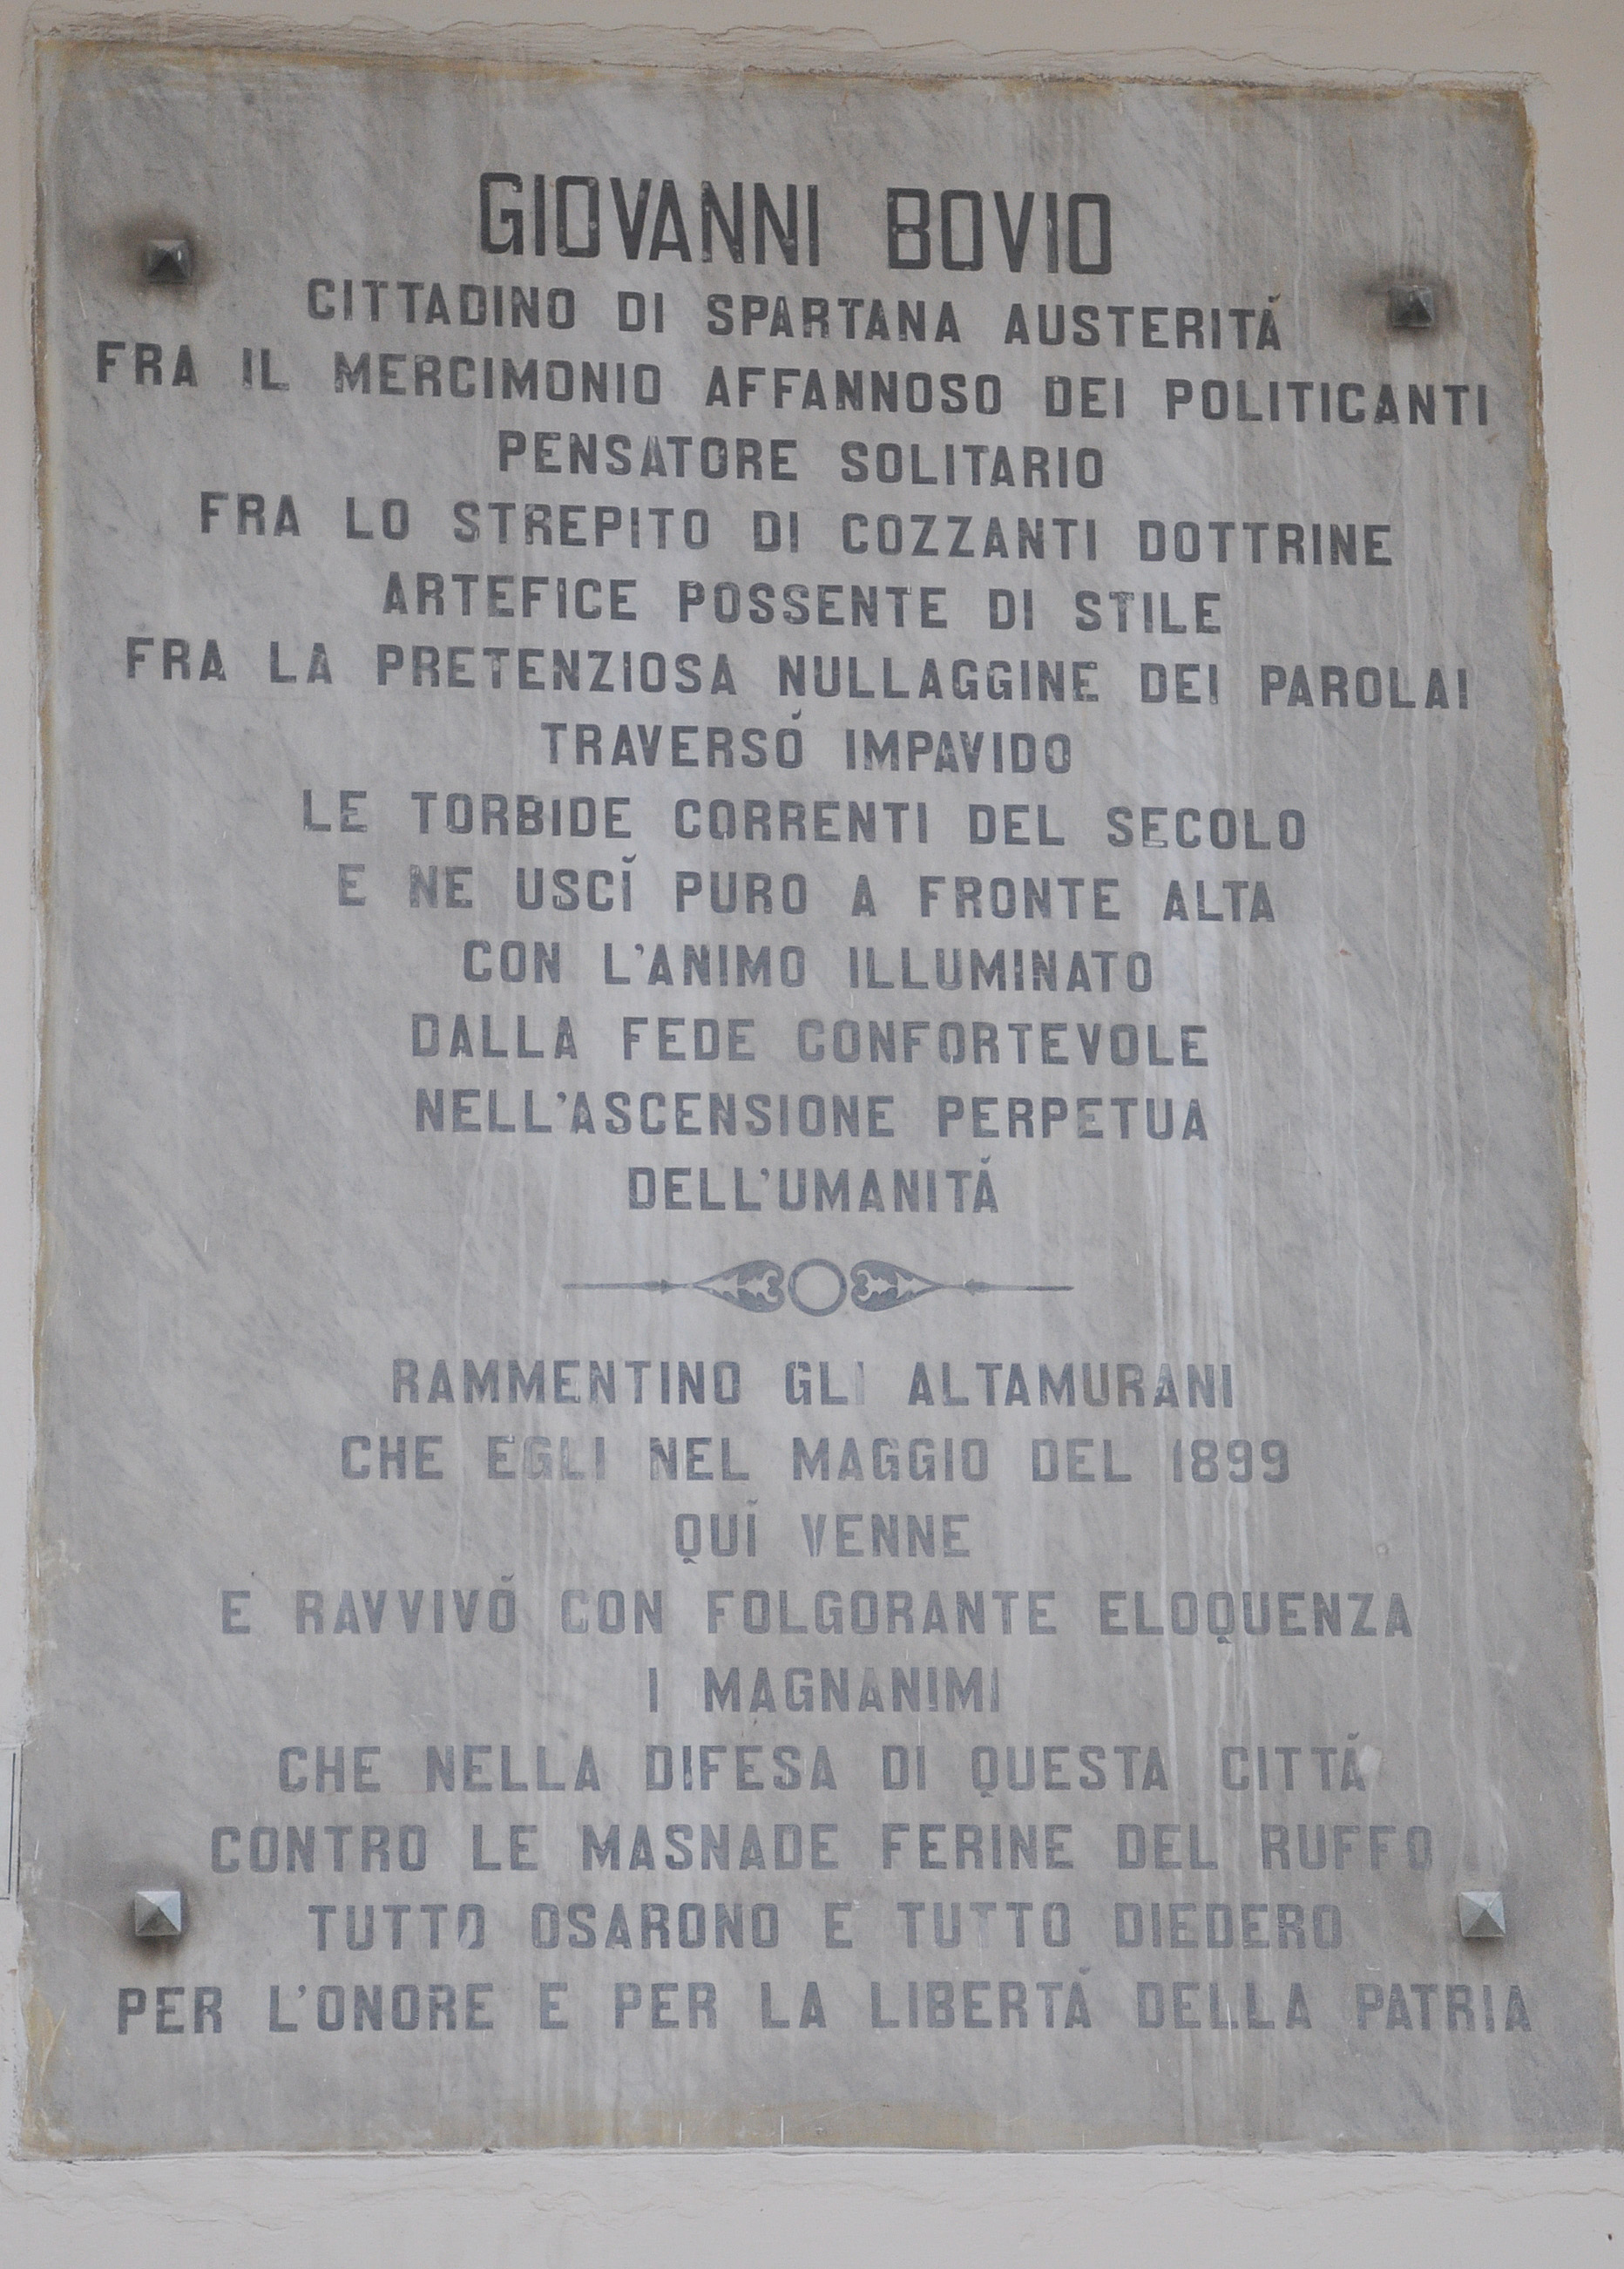 GIOVANNI BOVIO
CITTADINO DI SPARTANA AUSTERITÀ
FRA IL MERCIMONIO AFFANNOSO DEI POLITICANTI
PENSATORE SOLITARIO
FRA LO STREPITO DI COZZANTI DOTTRINE
ARTEFICE POSSENTE DI STILE
FRA LA PRETENZIOSA NULLAGGINE DEI PAROLAI
TRAVERSÒ IMPAVIDO
LE TORBIDE CORRENTI DEL SECOLO
E NE USCÌ PURO A FRONTE ALTA
CON L'ANIMO ILLUMINATO
DALLA FEDE CONFORTEVOLE
NELL'ASCENSIONE PERPETUA
DELL'UMANITÀ
RAMMENTINO GLI ALTAMURANI
CHE EGLI NEL MAGGIO DEL 1899
QUÌ VENNE
E RAVVIVÒ CON FOLGORANTE ELOQUENZA
I MAGNANIMI
CHE NELLA DIFESA DI QUESTA CITTÀ
CONTRO LE MASNADE FERINE DEL RUFFO
TUTTO OSARONO E TUTTO DIEDERO
PER L'ONORE E PER LA LIBERTÀ DELLA PATRIA